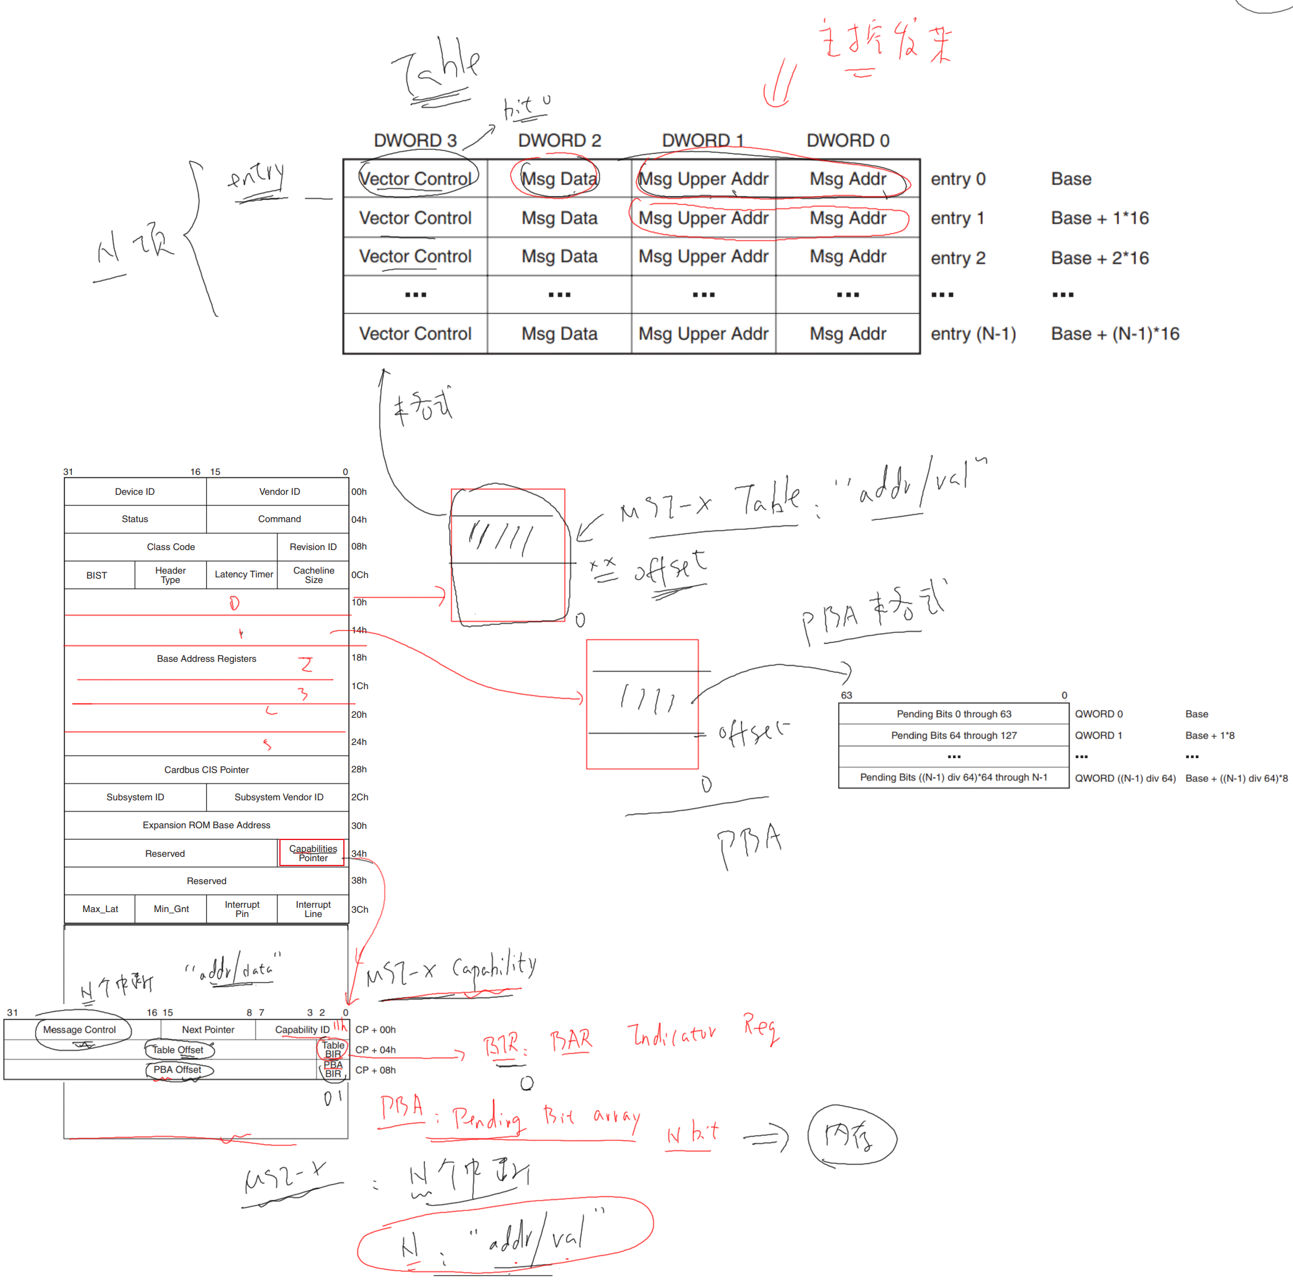 主控发来
Table
bit 0
DWORD 3 DWORD 2 DWORD 1 DWORD 0
entry
N项
Vector Control Msg Data Msg Upper Addr Msg Addr entry 0 Base
Vector Control Msg Data Msg Upper Addr Msg Addr entry 1 Base + 1*16
Vector Control Msg Data Msg Upper Addr Msg Addr entry 2 Base + 2*16
... ... ... ... ... ...
Vector Control Msg Data Msg Upper Addr Msg Addr entry (N-1) Base + (N-1)*16
格式
MSI-X Table: "addr/val"
offset
0
31 16 15 0
Device ID Vendor ID 00h
Status Command 04h
Class Code Revision ID 08h
BIST Header Type Latency Timer Cacheline Size 0Ch
0 10h
1 14h
Base Address Registers 2 18h
3 1Ch
20h
5 24h
Cardbus CIS Pointer 28h
Subsystem ID Subsystem Vendor ID 2Ch
Expansion ROM Base Address 30h
Reserved Capabilities Pointer 34h
Reserved 38h
Max_Lat Min_Gnt Interrupt Pin Interrupt Line 3Ch
PBA 格式
63 0
Pending Bits 0 through 63 QWORD 0 Base
Pending Bits 64 through 127 QWORD 1 Base + 1*8
... ... ...
Pending Bits ((N-1) div 64)*64 through N-1 QWORD ((N-1) div 64) Base + ((N-1) div 64)*8
offset
0
PBA
N个中断 "addr/data"
MSI-X Capability
31 16 15 8 7 3 2 0
Message Control Next Pointer Capability ID 11h CP + 00h
Table Offset Table BIR CP + 04h
PBA Offset PBA BIR CP + 08h
BIR: BAR Indicator Reg
0
0 1
PBA: Pending Bit array N bit ⇒ 内存
MSI-X: N个中断
N: "addr/val"